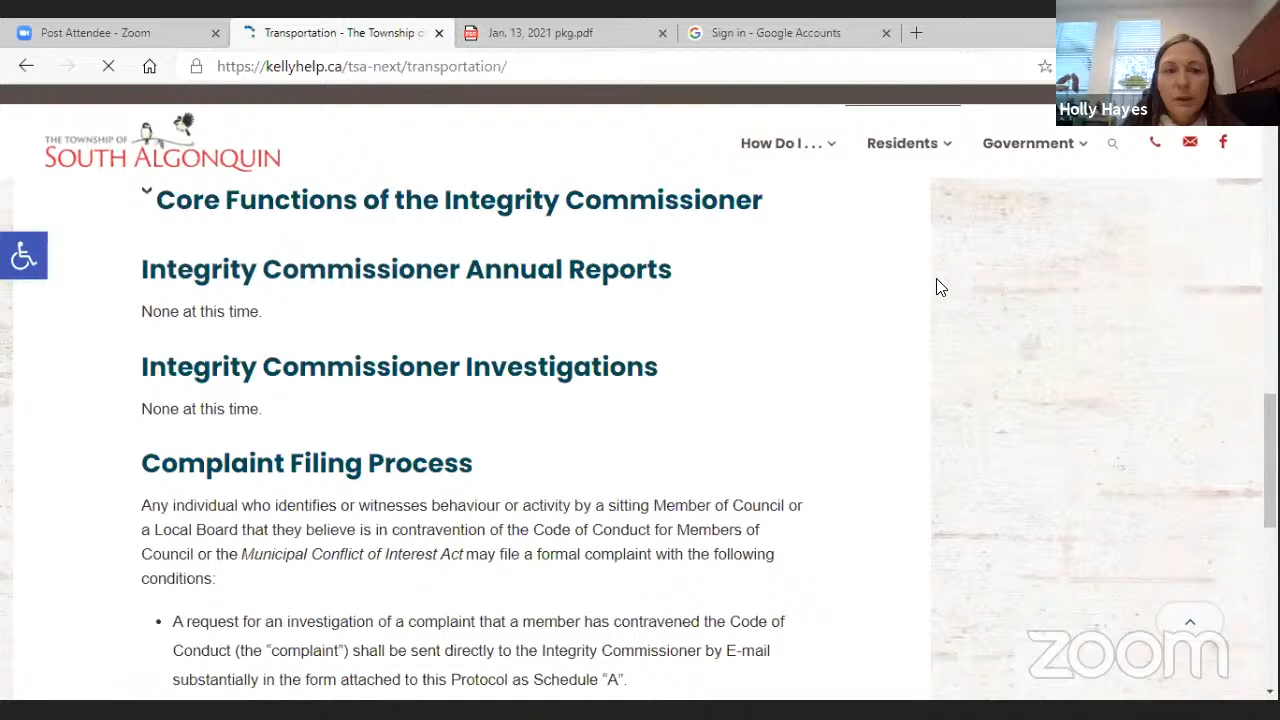 Post Attendee - Zoom
Transportation - The Township o
Jan, 13, 2021 pkg.pdf
Sign in - Google Accounts
https://kellyhelp.ca/tsa-next/transportation/
Holly Hayes
THE TOWNSHIP OF
SOUTH ALGONQUIN
How Do I . . .
Residents
Government
Core Functions of the Integrity Commissioner
Integrity Commissioner Annual Reports
None at this time.
Integrity Commissioner Investigations
None at this time.
Complaint Filing Process
Any individual who identifies or witnesses behaviour or activity by a sitting Member of Council or
a Local Board that they believe is in contravention of the Code of Conduct for Members of
Council or the Municipal Conflict of Interest Act may file a formal complaint with the following
conditions:
• A request for an investigation of a complaint that a member has contravened the Code of
Conduct (the “complaint”) shall be sent directly to the Integrity Commissioner by E-mail
substantially in the form attached to this Protocol as Schedule “A”.
zoom